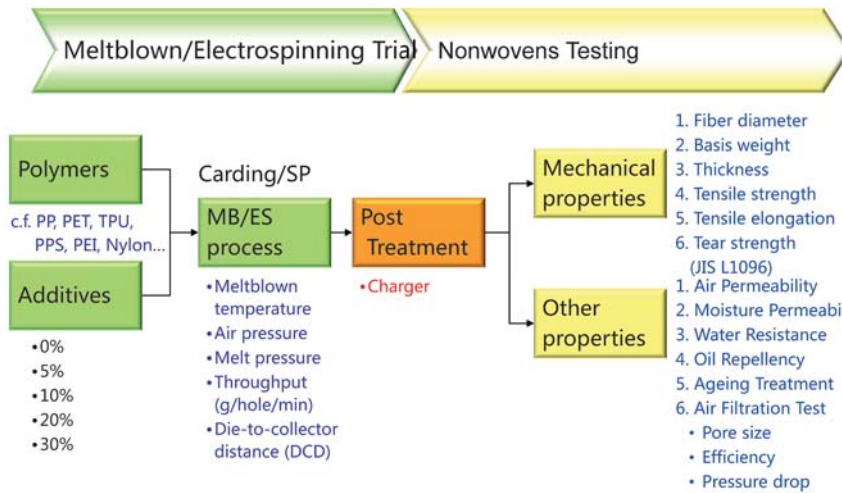 Meltblown/Electrospinning Trial
Nonwovens Testing
Polymers
c.f. PP, PET, TPU,
PPS, PEI, Nylon...
Additives
•0%
•5%
•10%
•20%
•30%
Carding/SP
MB/ES
process
•Meltblown
temperature
•Air pressure
•Melt pressure
•Throughput
(g/hole/min)
•Die-to-collector
distance (DCD)
Post
Treatment
•Charger
Mechanical
properties
1. Fiber diameter
2. Basis weight
3. Thickness
4. Tensile strength
5. Tensile elongation
6. Tear strength
(JIS L1096)
Other
properties
1. Air Permeability
2. Moisture Permeabi
3. Water Resistance
4. Oil Repellency
5. Ageing Treatment
6. Air Filtration Test
• Pore size
• Efficiency
• Pressure drop